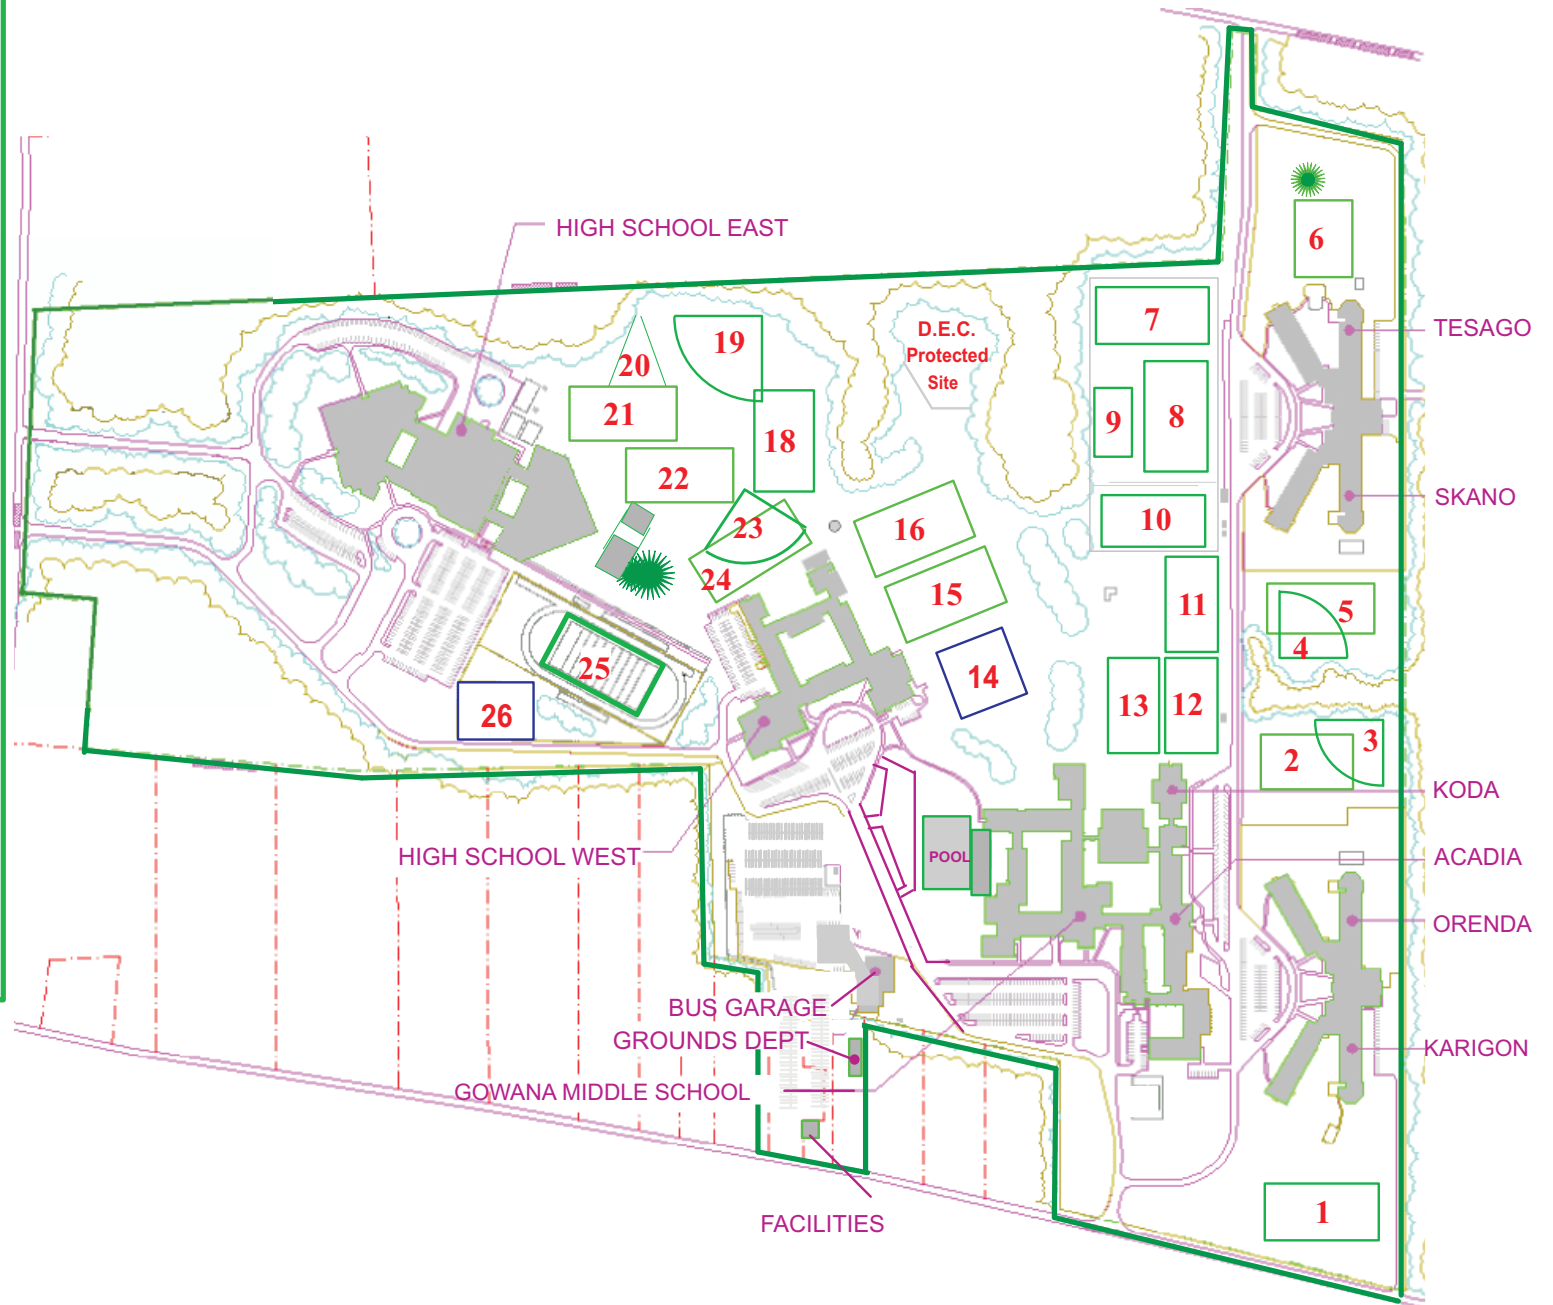 HIGH SCHOOL EAST
6
19
D.E.C.
Protected
Site
7
TESAGO
20
21
18
9
8
22
SKANO
23
16
10
24
15
11
5
4
25
14
26
13
12
3
2
KODA
HIGH SCHOOL WEST
POOL
ACADIA
ORENDA
BUS GARAGE
GROUNDS DEPT
KARIGON
GOWANA MIDDLE SCHOOL
FACILITIES
1